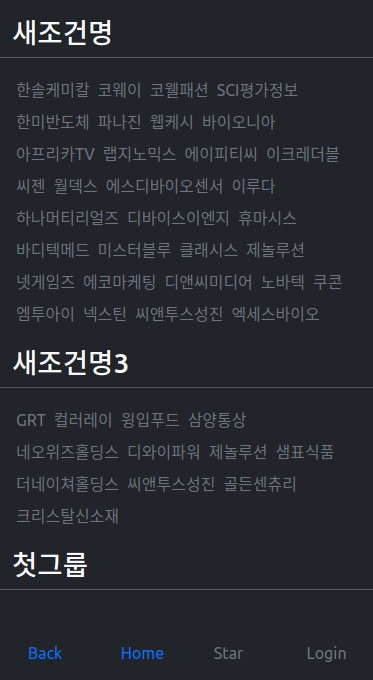 새조건명
한솔케미칼 코웨이 코웰패션 SCI평가정보
한미반도체 파나진 웹케시 바이오니아
아프리카TV 랩지노믹스 에이피티씨 이크레더블
씨젠 월덱스 에스디바이오센서 이루다
하나머티리얼즈 디바이스이엔지 휴마시스
바디텍메드 미스터블루 클래시스 제놀루션
넷게임즈 에코마케팅 디앤씨미디어 노바텍 쿠콘
엠투아이 넥스틴 씨앤투스성진 엑세스바이오
새조건명3
GRT 컬러레이 윙입푸드 삼양통상
네오위즈홀딩스 디와이파워 제놀루션 샘표식품
더네이쳐홀딩스 씨앤투스성진 골든센츄리
크리스탈신소재
첫그룹
Back Home Star Login